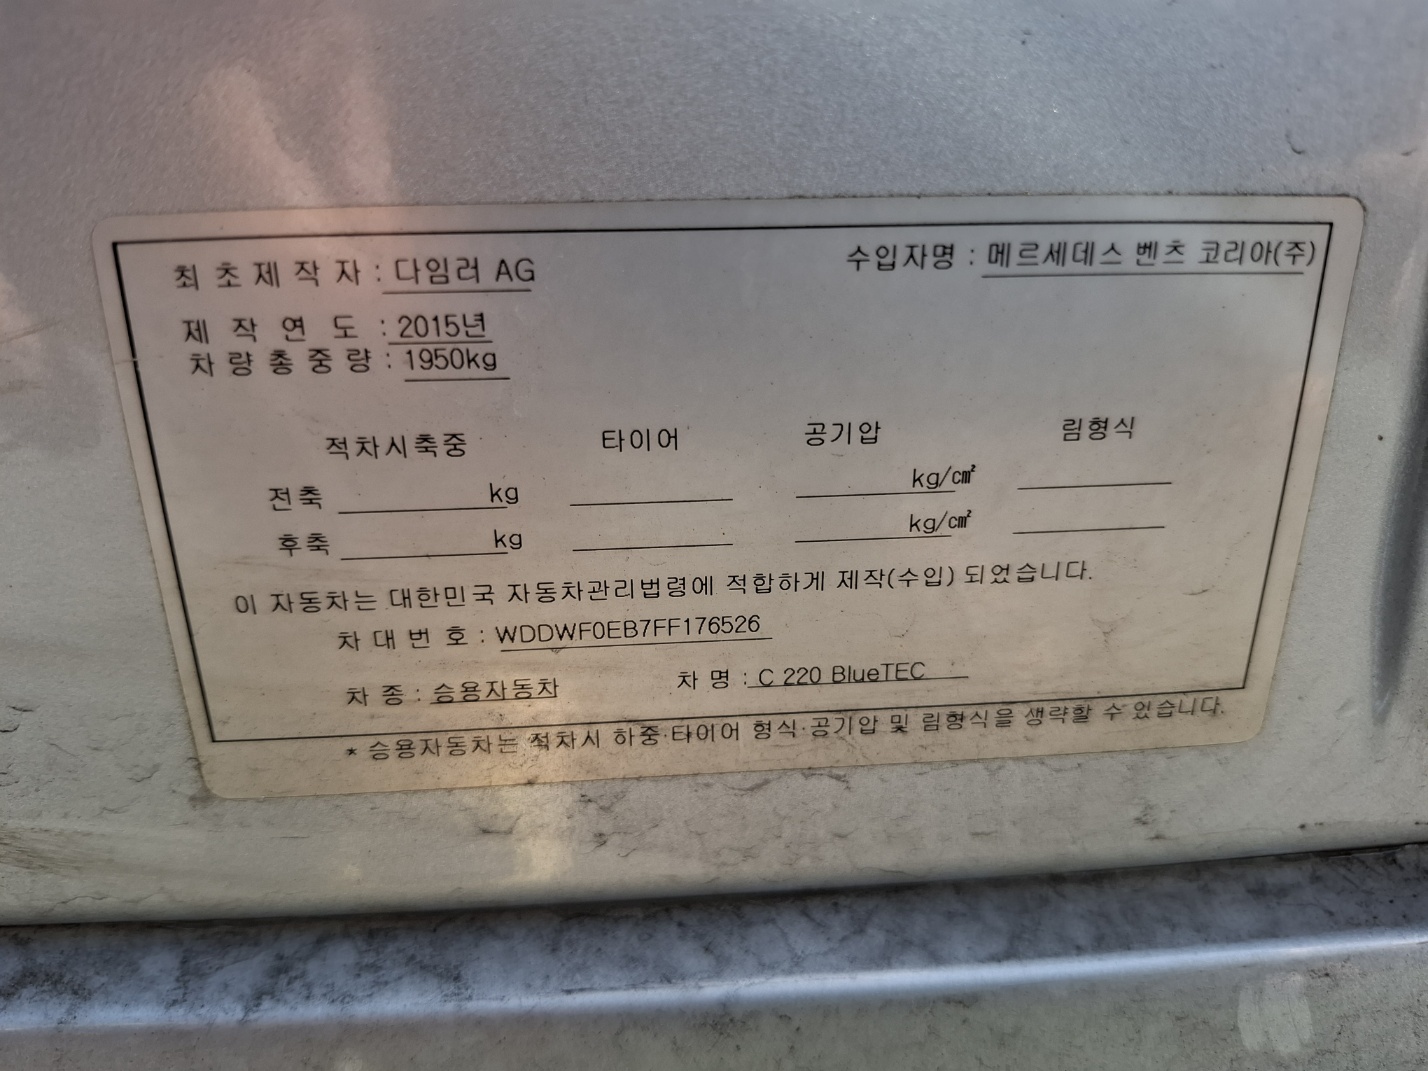 최초제작자 : 다임러 AG 수입자명 : 메르세데스 벤츠 코리아(주)
제작연도 : 2015년
차량총중량 : 1950kg
적차시축중 타이어 공기압 림형식
전축 kg kg/㎠
후축 kg kg/㎠
이 자동차는 대한민국 자동차관리법령에 적합하게 제작(수입) 되었습니다.
차대번호 : WDDWF0EB7FF176526
차종 : 승용자동차 차명 : C 220 BlueTEC
* 승용자동차는 적차시 하중·타이어 형식·공기압 및 림형식을 생략할 수 있습니다.